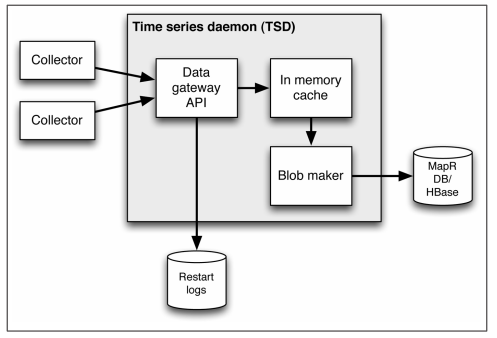 Time series daemon (TSD)
Collector
Collector
Data
gateway
API
In memory
cache
Blob maker
MapR
DB/
HBase
Restart
logs